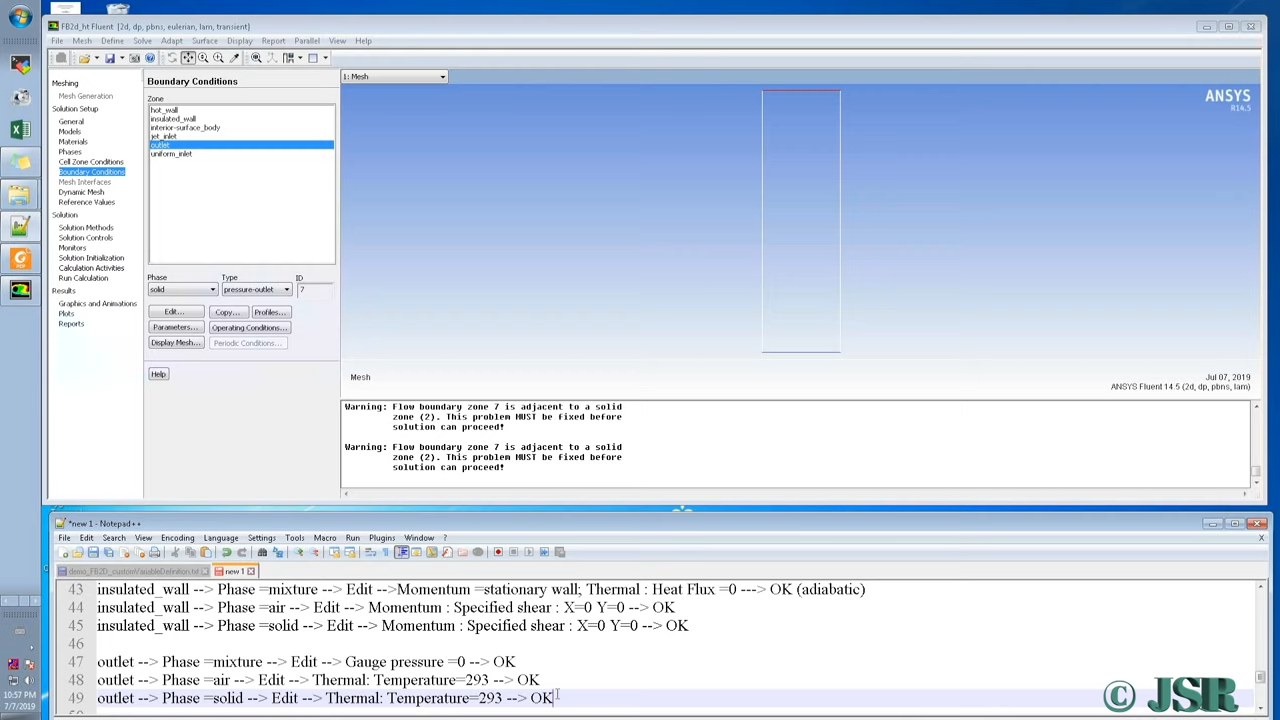 FB2d_ht Fluent [2d, dp, pbns, eulerian, lam, transient]
File Mesh Define Solve Adapt Surface Display Report Parallel View Help
Meshing
Mesh Generation
Solution Setup
General
Models
Materials
Phases
Cell Zone Conditions
Boundary Conditions
Mesh Interfaces
Dynamic Mesh
Reference Values
Solution
Solution Methods
Solution Controls
Monitors
Solution Initialization
Calculation Activities
Run Calculation
Results
Graphics and Animations
Plots
Reports
Boundary Conditions
Zone
hot_wall
insulated_wall
interior-surface_body
jet_inlet
outlet
uniform_inlet
Phase Type ID
solid pressure-outlet 7
Edit... Copy... Profiles...
Parameters... Operating Conditions...
Display Mesh... Periodic Conditions...
Help
1: Mesh
ANSYS
R14.5
Mesh
Jul 07, 2019
ANSYS Fluent 14.5 (2d, dp, pbns, lam)
Warning: Flow boundary zone 7 is adjacent to a solid
zone (2). This problem MUST be fixed before
solution can proceed!
Warning: Flow boundary zone 7 is adjacent to a solid
zone (2). This problem MUST be fixed before
solution can proceed!
*new 1 - Notepad++
File Edit Search View Encoding Language Settings Tools Macro Run Plugins Window ?
X
demo_FB2D_customVariableDefinition.txt new 1
43 insulated_wall --> Phase =mixture --> Edit -->Momentum =stationary wall; Thermal : Heat Flux =0 ---> OK (adiabatic)
44 insulated_wall --> Phase =air --> Edit --> Momentum : Specified shear : X=0 Y=0 --> OK
45 insulated_wall --> Phase =solid --> Edit --> Momentum : Specified shear : X=0 Y=0 --> OK
46
47 outlet --> Phase =mixture --> Edit --> Gauge pressure =0 --> OK
48 outlet --> Phase =air --> Edit --> Thermal: Temperature=293 --> OK
49 outlet --> Phase =solid --> Edit --> Thermal: Temperature=293 --> OK
10:57 PM
7/7/2019
© JSR